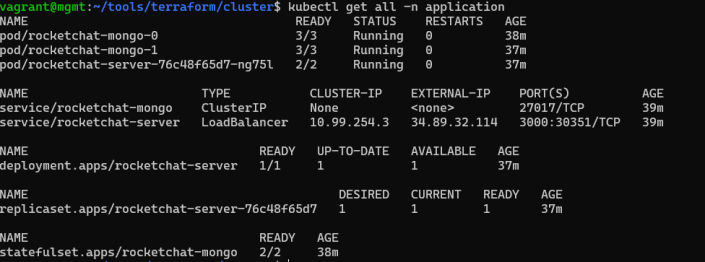 vagrant@mgmt:~/tools/terraform/cluster$ kubectl get all -n application
NAME READY STATUS RESTARTS AGE
pod/rocketchat-mongo-0 3/3 Running 0 38m
pod/rocketchat-mongo-1 3/3 Running 0 37m
pod/rocketchat-server-76c48f65d7-ng75l 2/2 Running 0 37m
NAME TYPE CLUSTER-IP EXTERNAL-IP PORT(S) AGE
service/rocketchat-mongo ClusterIP None <none> 27017/TCP 39m
service/rocketchat-server LoadBalancer 10.99.254.3 34.89.32.114 3000:30351/TCP 39m
NAME READY UP-TO-DATE AVAILABLE AGE
deployment.apps/rocketchat-server 1/1 1 1 37m
NAME DESIRED CURRENT READY AGE
replicaset.apps/rocketchat-server-76c48f65d7 1 1 1 37m
NAME READY AGE
statefulset.apps/rocketchat-mongo 2/2 38m